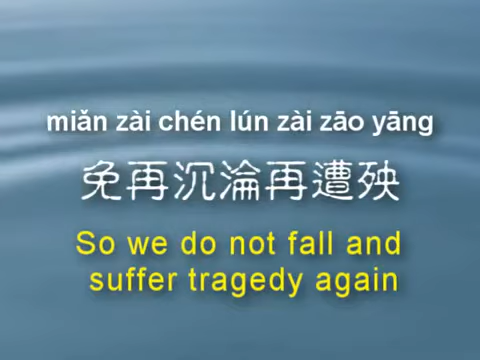 miǎn zài chén lún zài zāo yāng
免再沉淪再遭殃
So we do not fall and
suffer tragedy again